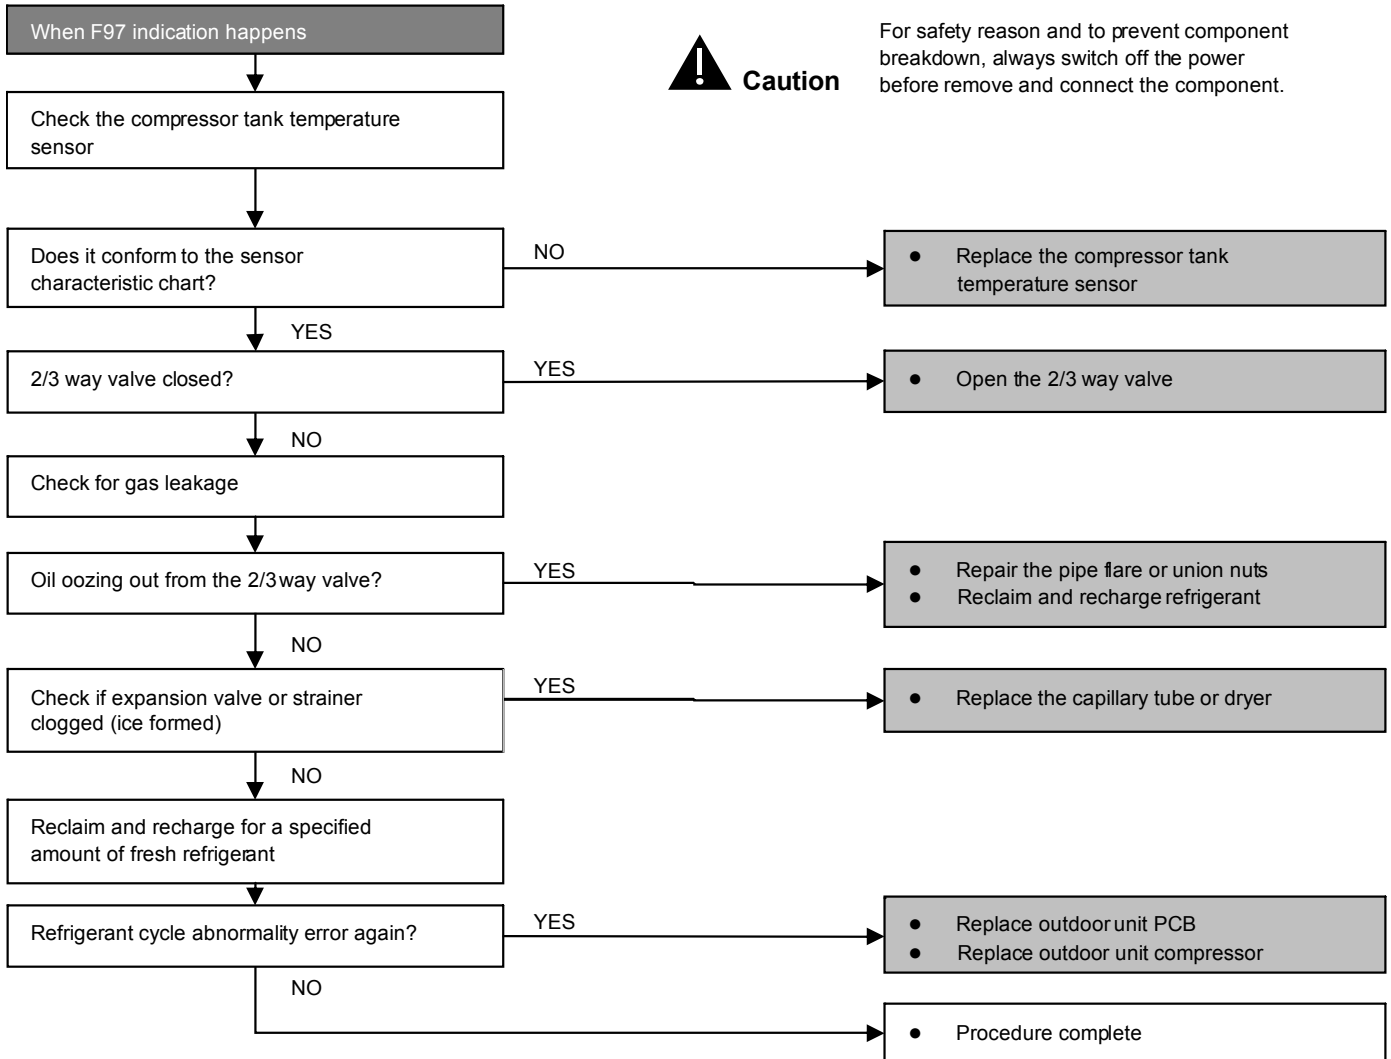 When F97 indication happens
Caution
For safety reason and to prevent component
breakdown, always switch off the power
before remove and connect the component.
Check the compressor tank temperature
sensor
Does it conform to the sensor
characteristic chart?
NO
● Replace the compressor tank
temperature sensor
YES
2/3 way valve closed?
YES
● Open the 2/3 way valve
NO
Check for gas leakage
Oil oozing out from the 2/3 way valve?
YES
● Repair the pipe flare or union nuts
● Reclaim and recharge refrigerant
NO
Check if expansion valve or strainer
clogged (ice formed)
YES
● Replace the capillary tube or dryer
NO
Reclaim and recharge for a specified
amount of fresh refrigerant
Refrigerant cycle abnormality error again?
YES
● Replace outdoor unit PCB
● Replace outdoor unit compressor
NO
● Procedure complete